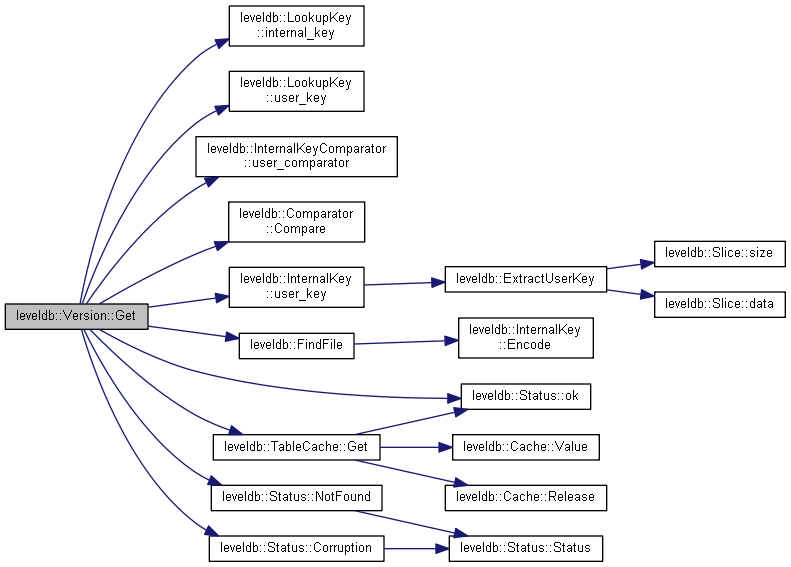 leveldb::LookupKey
::internal_key
leveldb::LookupKey
::user_key
leveldb::InternalKeyComparator
::user_comparator
leveldb::Comparator
::Compare
leveldb::Slice::size
leveldb::InternalKey
::user_key
leveldb::ExtractUserKey
leveldb::Slice::data
leveldb::Version::Get
leveldb::FindFile
leveldb::InternalKey
::Encode
leveldb::Status::ok
leveldb::TableCache::Get
leveldb::Cache::Value
leveldb::Status::NotFound
leveldb::Cache::Release
leveldb::Status::Corruption
leveldb::Status::Status